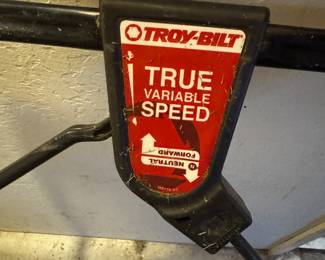 TROY-BILT
TRUE
VARIABLE
SPEED
FORWARD
N NEUTRAL